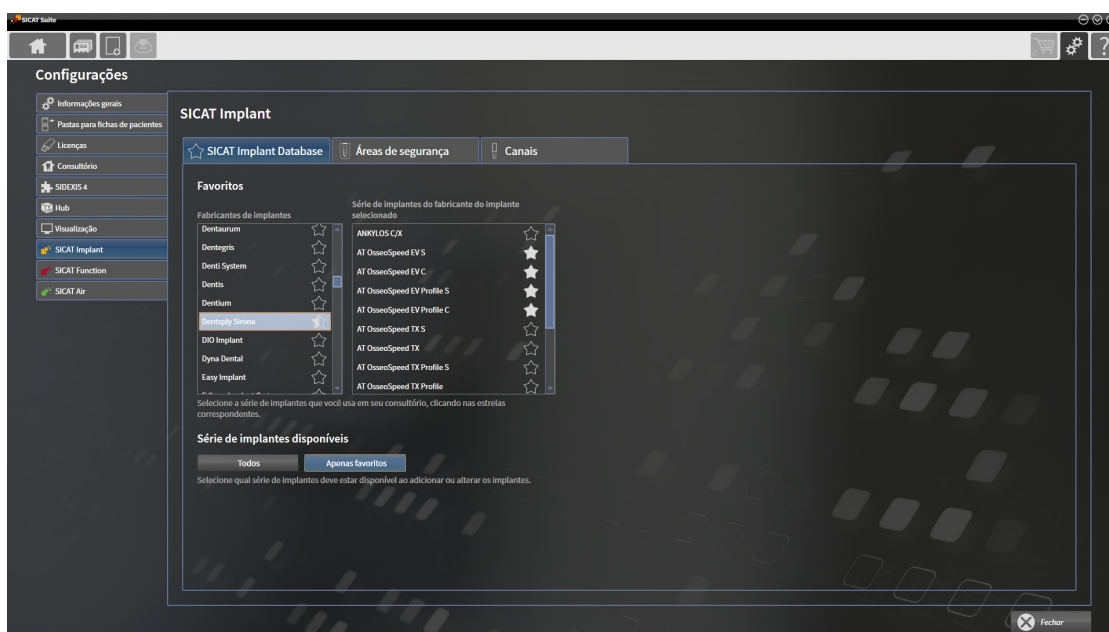 SICAT Suite
Configurações
Informações gerais
Pastas para fichas de pacientes
Licenças
Consultório
SIDEXIS 4
Hub
Visualização
SICAT Implant
SICAT Function
SICAT Air
SICAT Implant
SICAT Implant Database
Áreas de segurança
Canais
Favoritos
Fabricantes de implantes
Dentaurum
Dentegris
Denti System
Dentis
Dentium
Dentsply Sirona
DIO Implant
Dyna Dental
Easy Implant
Série de implantes do fabricante do implante
selecionado
ANKYLOS C/X
AT OsseoSpeed EV S
AT OsseoSpeed EV C
AT OsseoSpeed EV Profile S
AT OsseoSpeed EV Profile C
AT OsseoSpeed TX S
AT OsseoSpeed TX
AT OsseoSpeed TX Profile S
AT OsseoSpeed TX Profile
Selecione a série de implantes que você usa em seu consultório, clicando nas estrelas
correspondentes.
Série de implantes disponíveis
Todos
Apenas favoritos
Selecione qual série de implantes deve estar disponível ao adicionar ou alterar os implantes.
Fechar